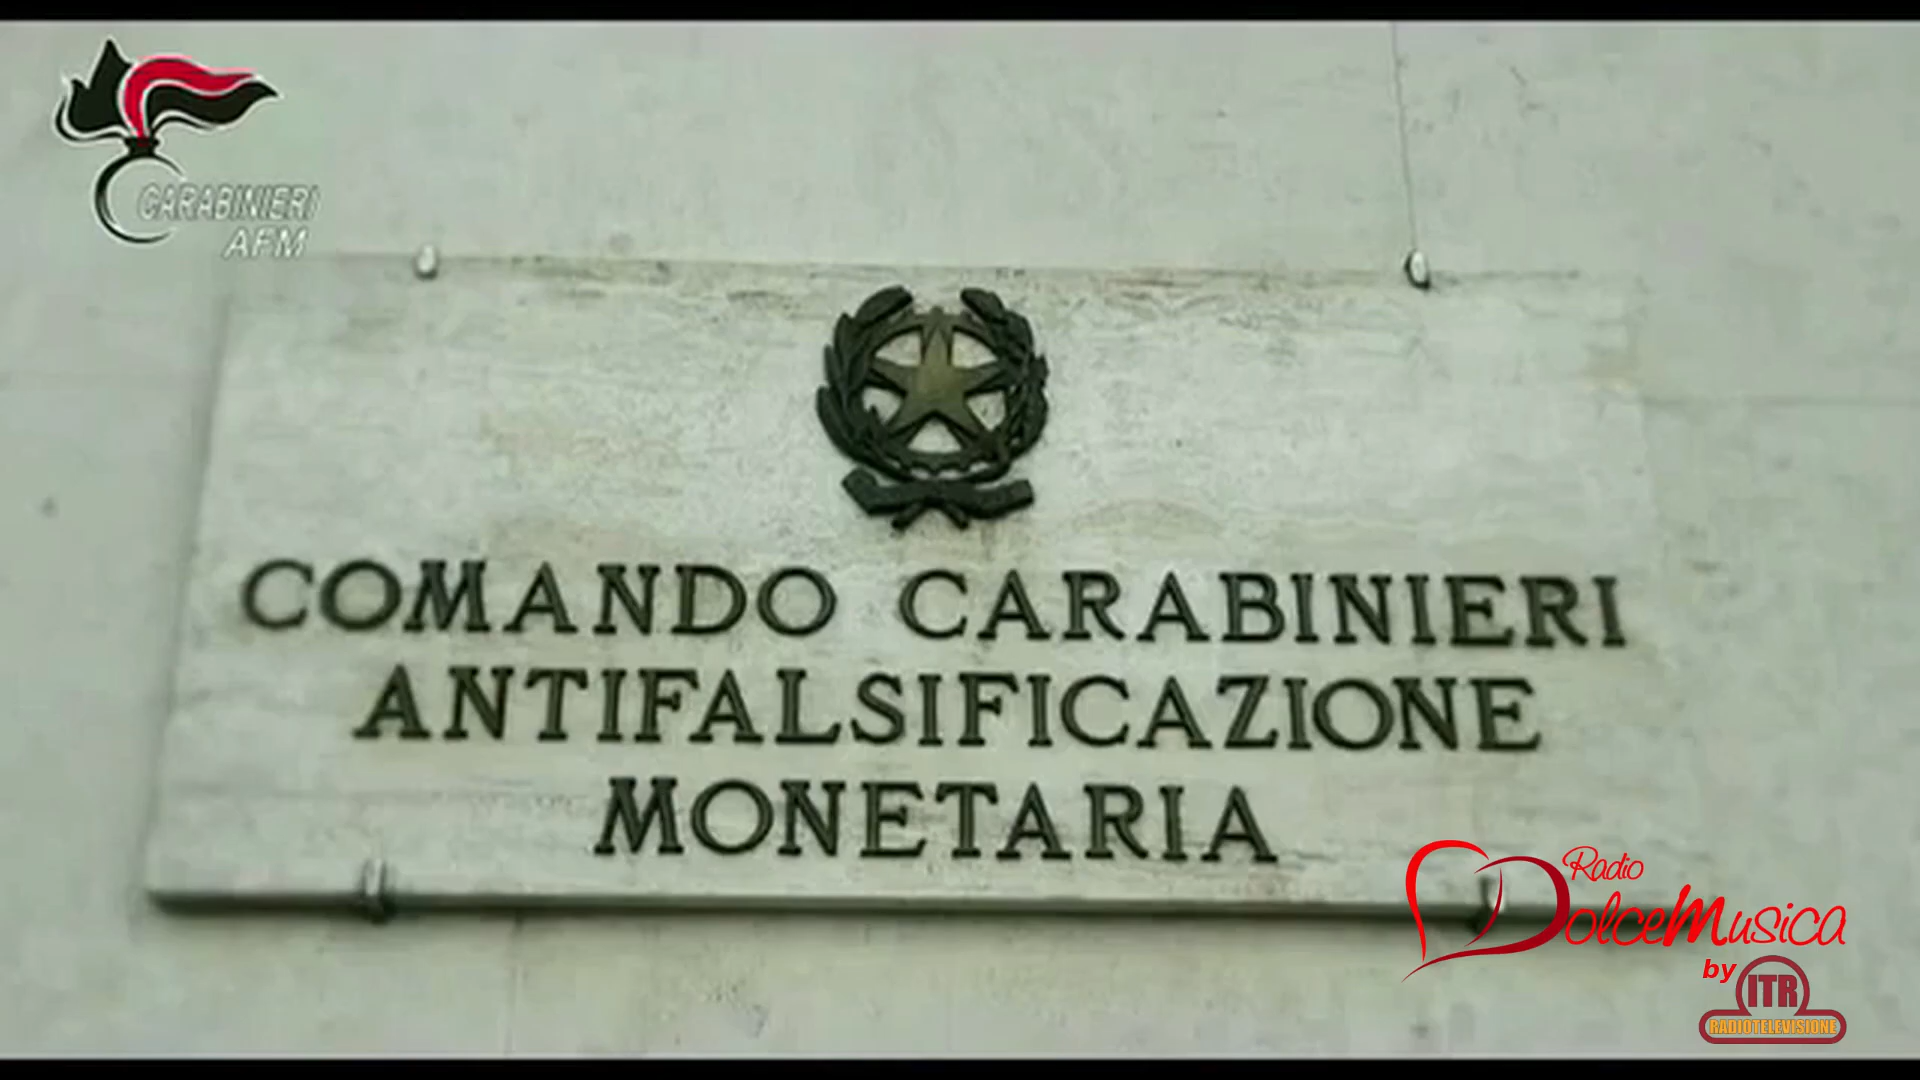 CARABINIERI
AFM
COMANDO CARABINIERI
ANTIFALSIFICAZIONE
MONETARIA
Radio
DolceMusica
by
ITR
RADIOTELEVISIONE